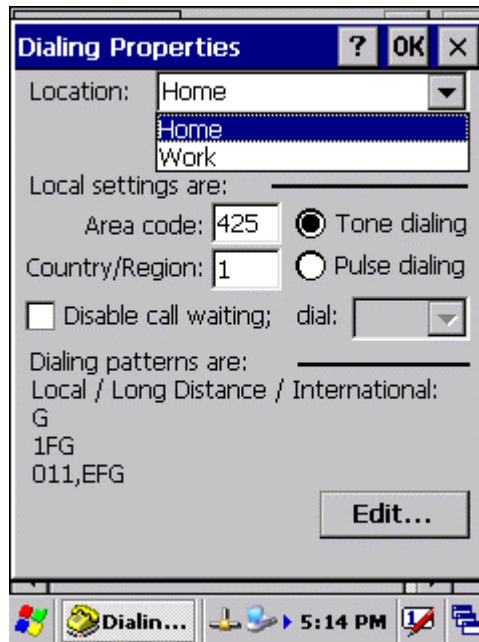 Dialing Properties ? OK ×
Location: Home
Home
Work
Local settings are:
Area code: 425 Tone dialing
Country/Region: 1 Pulse dialing
Disable call waiting; dial:
Dialing patterns are:
Local / Long Distance / International:
G
1FG
011,EFG
Edit...
Dialin... 5:14 PM